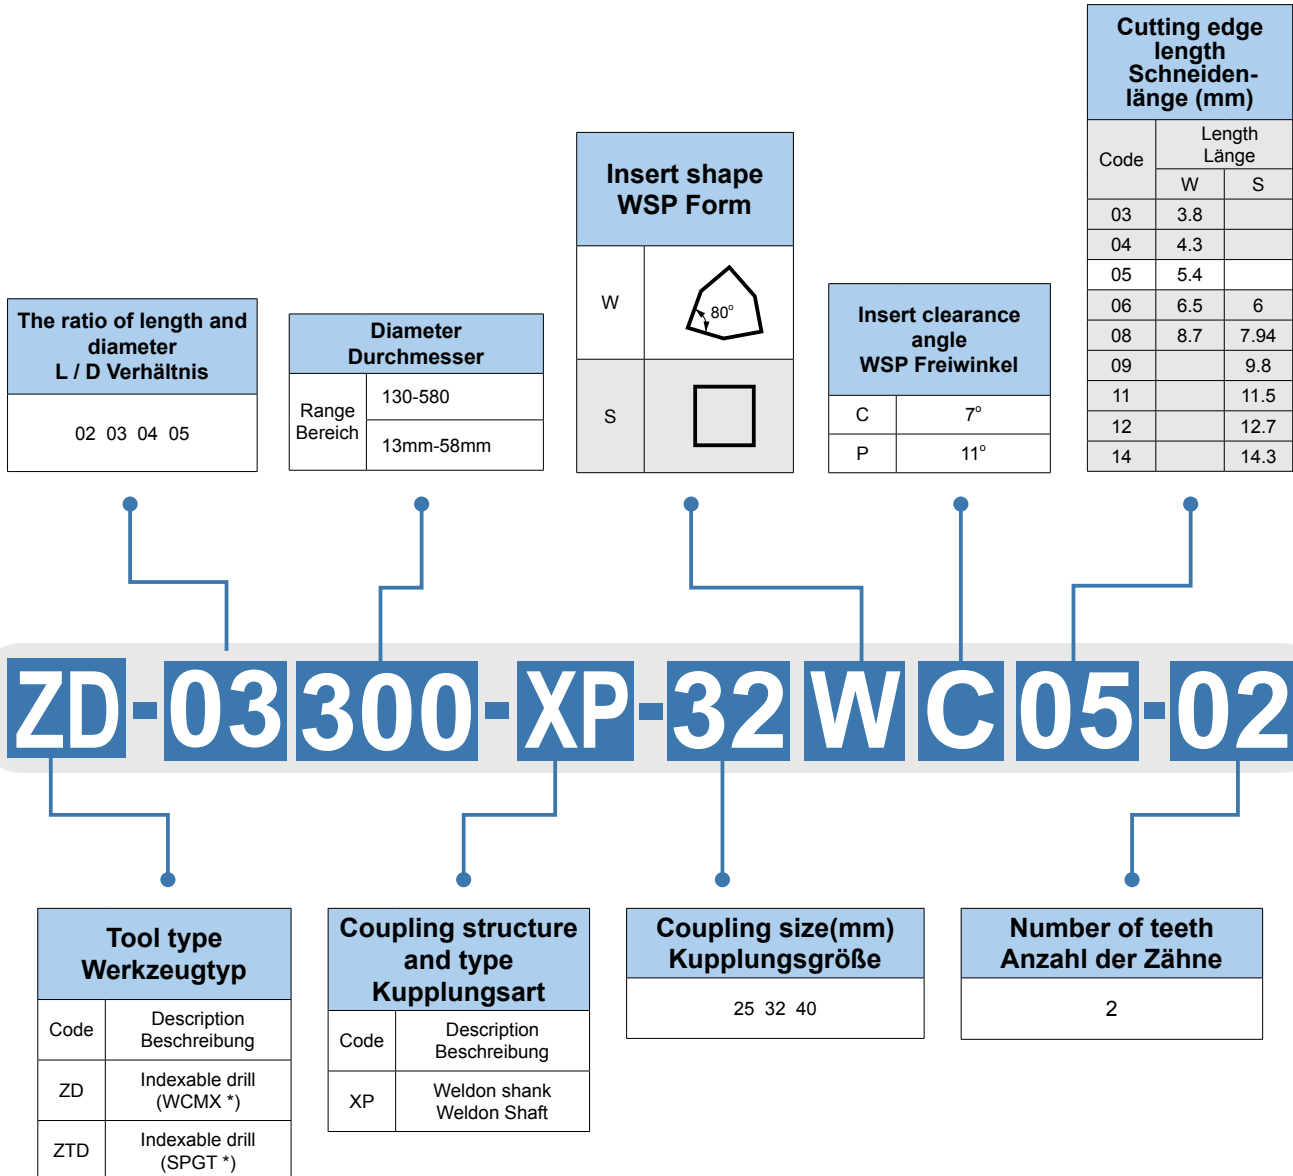 Cutting edge
length
Schneiden-
länge (mm)
Code
Length
Länge
W S
03 3.8
04 4.3
05 5.4
06 6.5 6
08 8.7 7.94
09 9.8
11 11.5
12 12.7
14 14.3
Insert shape
WSP Form
W 80°
S
Insert clearance
angle
WSP Freiwinkel
C 7°
P 11°
The ratio of length and
diameter
L / D Verhältnis
02 03 04 05
Diameter
Durchmesser
Range
Bereich
130-580
13mm-58mm
ZD-03 300-XP-32 W C 05-02
Tool type
Werkzeugtyp
Code
Description
Beschreibung
ZD
Indexable drill
(WCMX *)
ZTD
Indexable drill
(SPGT *)
Coupling structure
and type
Kupplungsart
Code
Description
Beschreibung
XP
Weldon shank
Weldon Shaft
Coupling size(mm)
Kupplungsgröße
25 32 40
Number of teeth
Anzahl der Zähne
2